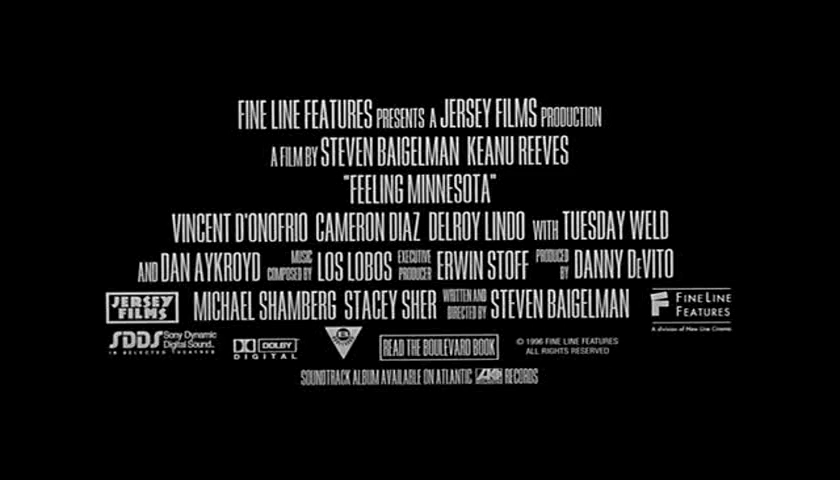 FINE LINE FEATURES PRESENTS A JERSEY FILMS PRODUCTION
A FILM BY STEVEN BAIGELMAN KEANU REEVES
"FEELING MINNESOTA"
VINCENT D'ONOFRIO CAMERON DIAZ DELROY LINDO WITH TUESDAY WELD
AND DAN AYKROYD MUSIC COMPOSED BY LOS LOBOS EXECUTIVE PRODUCER ERWIN STOFF PRODUCED BY DANNY DEVITO
JERSEY FILMS MICHAEL SHAMBERG STACEY SHER WRITTEN AND DIRECTED BY STEVEN BAIGELMAN FINE LINE FEATURES
A division of New Line Cinema
SDDS Sony Dynamic Digital Sound.. IN SELECTED THEATRES
DOLBY DIGITAL
READ THE BOULEVARD BOOK
© 1996 FINE LINE FEATURES ALL RIGHTS RESERVED
SOUNDTRACK ALBUM AVAILABLE ON ATLANTIC RECORDS